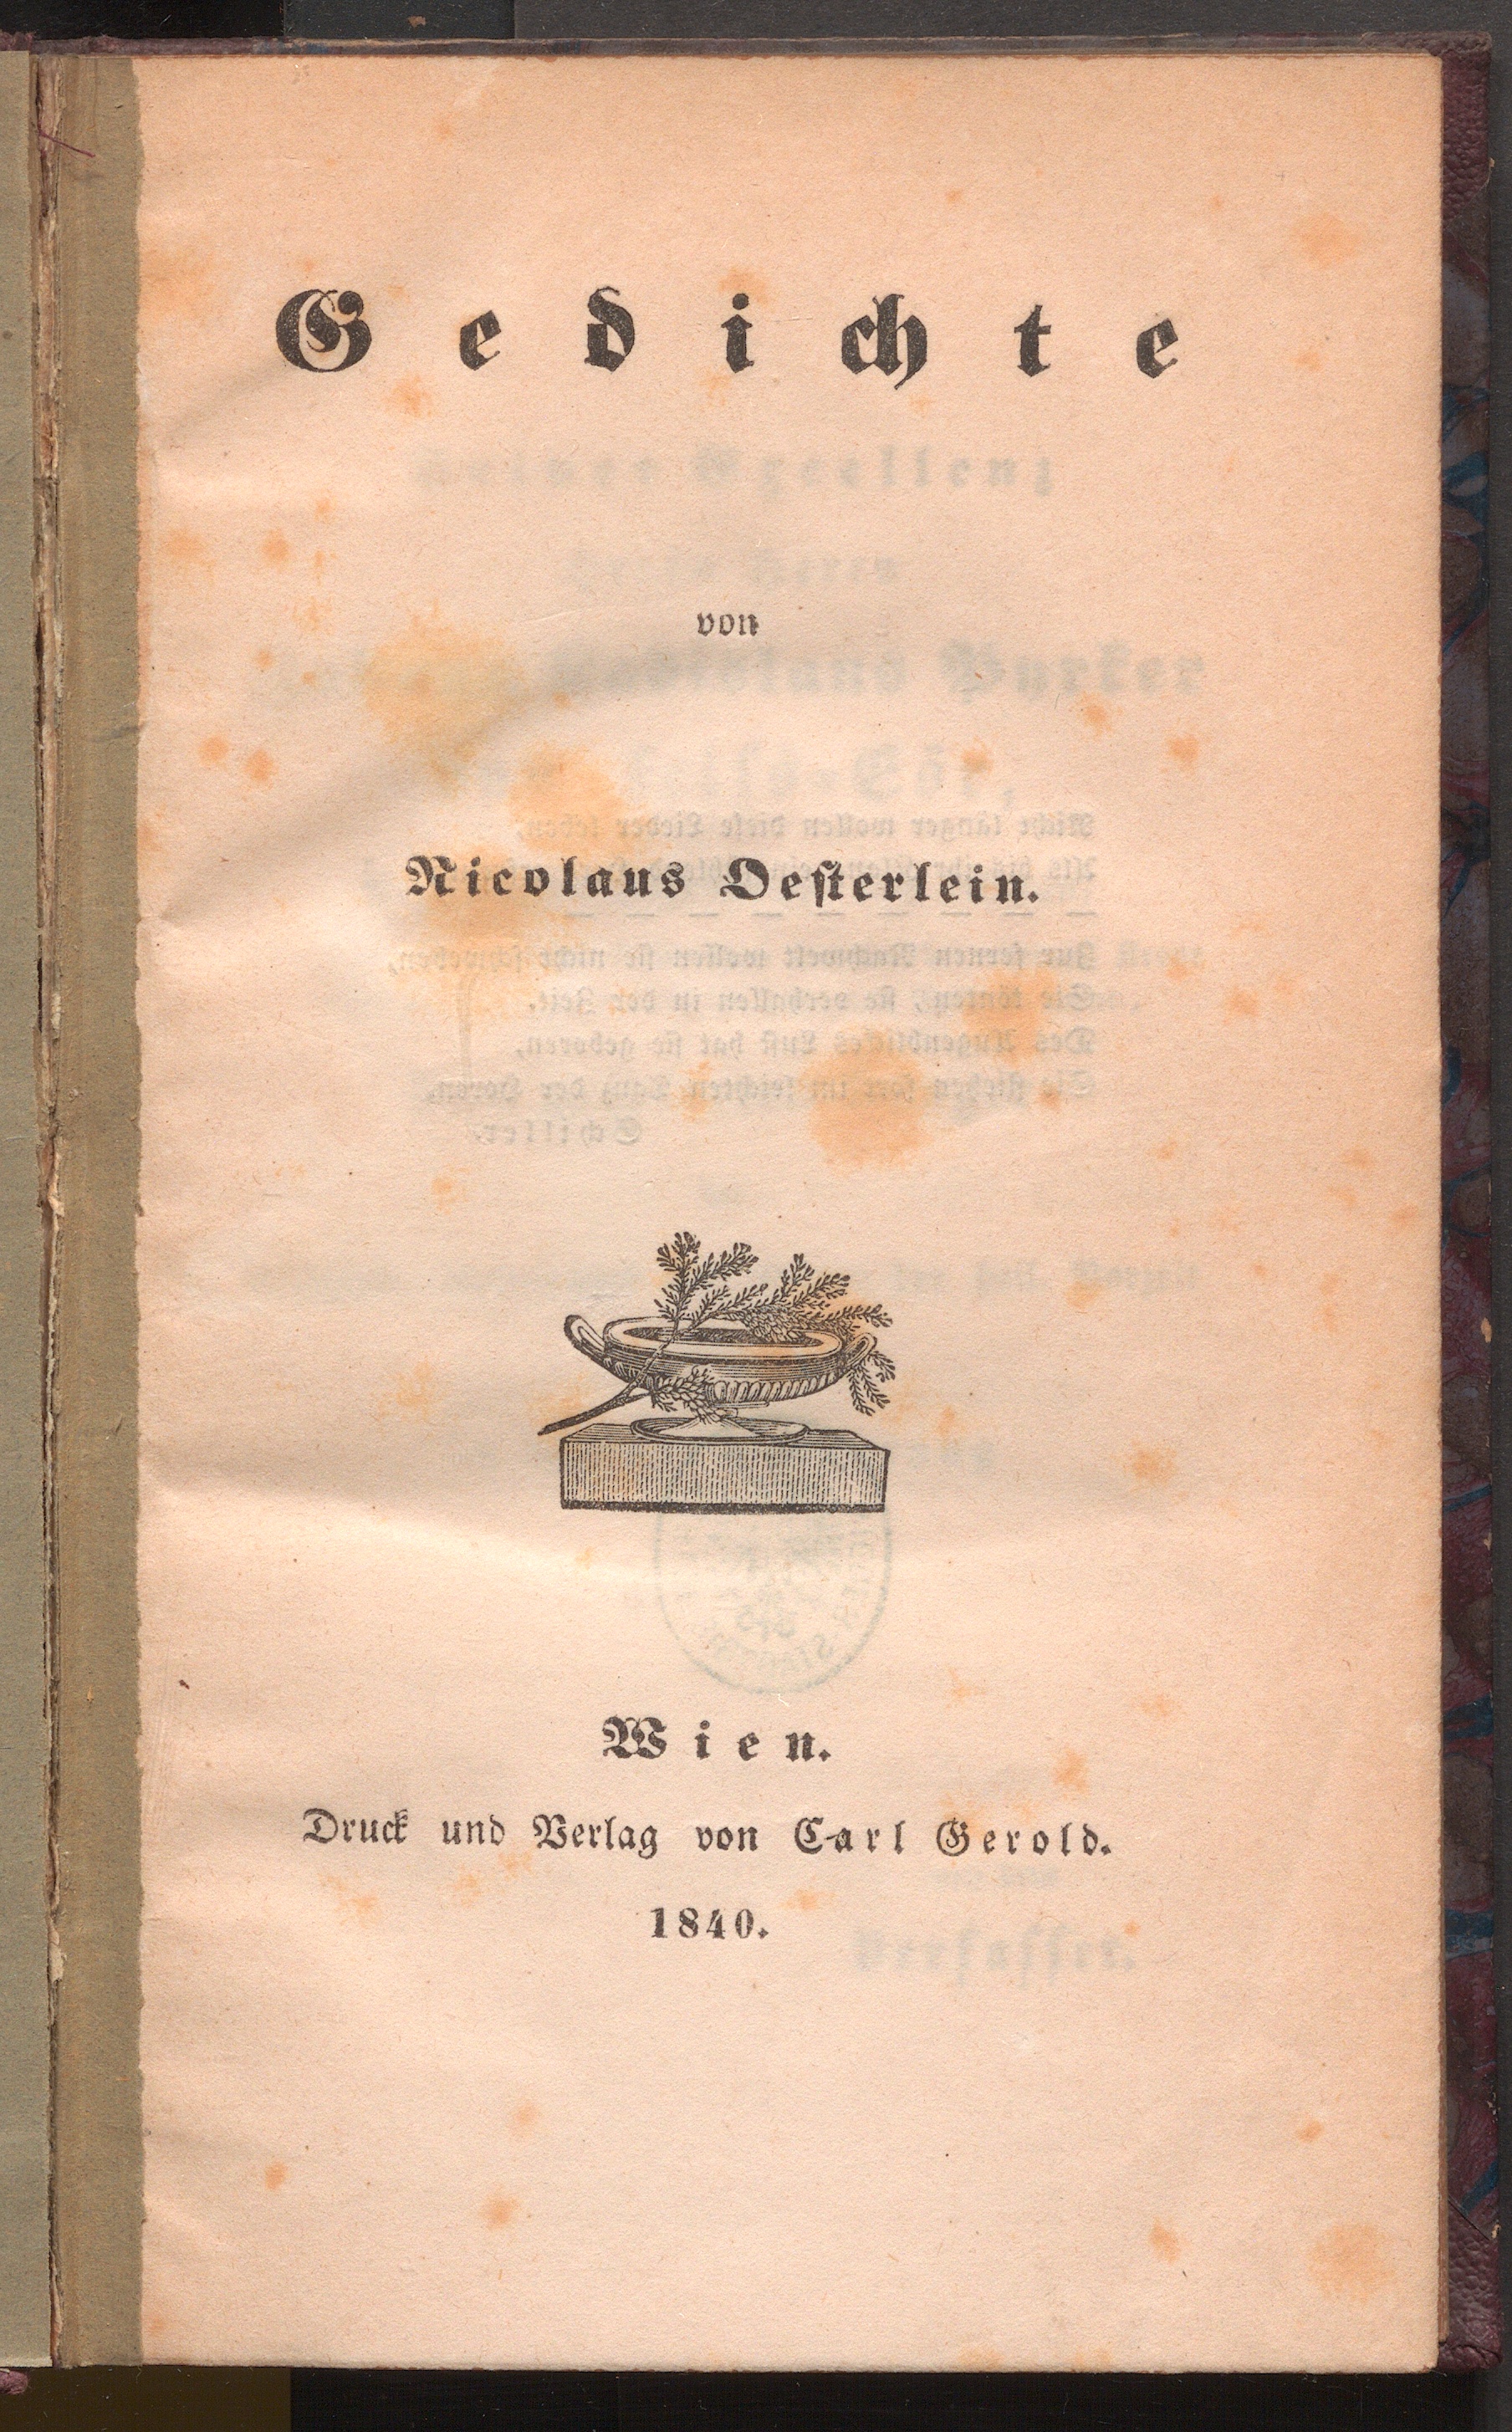 Gedichte
von
Nicolaus Oesterlein.
Wien.
Druck und Verlag von Carl Gerold.
1840.